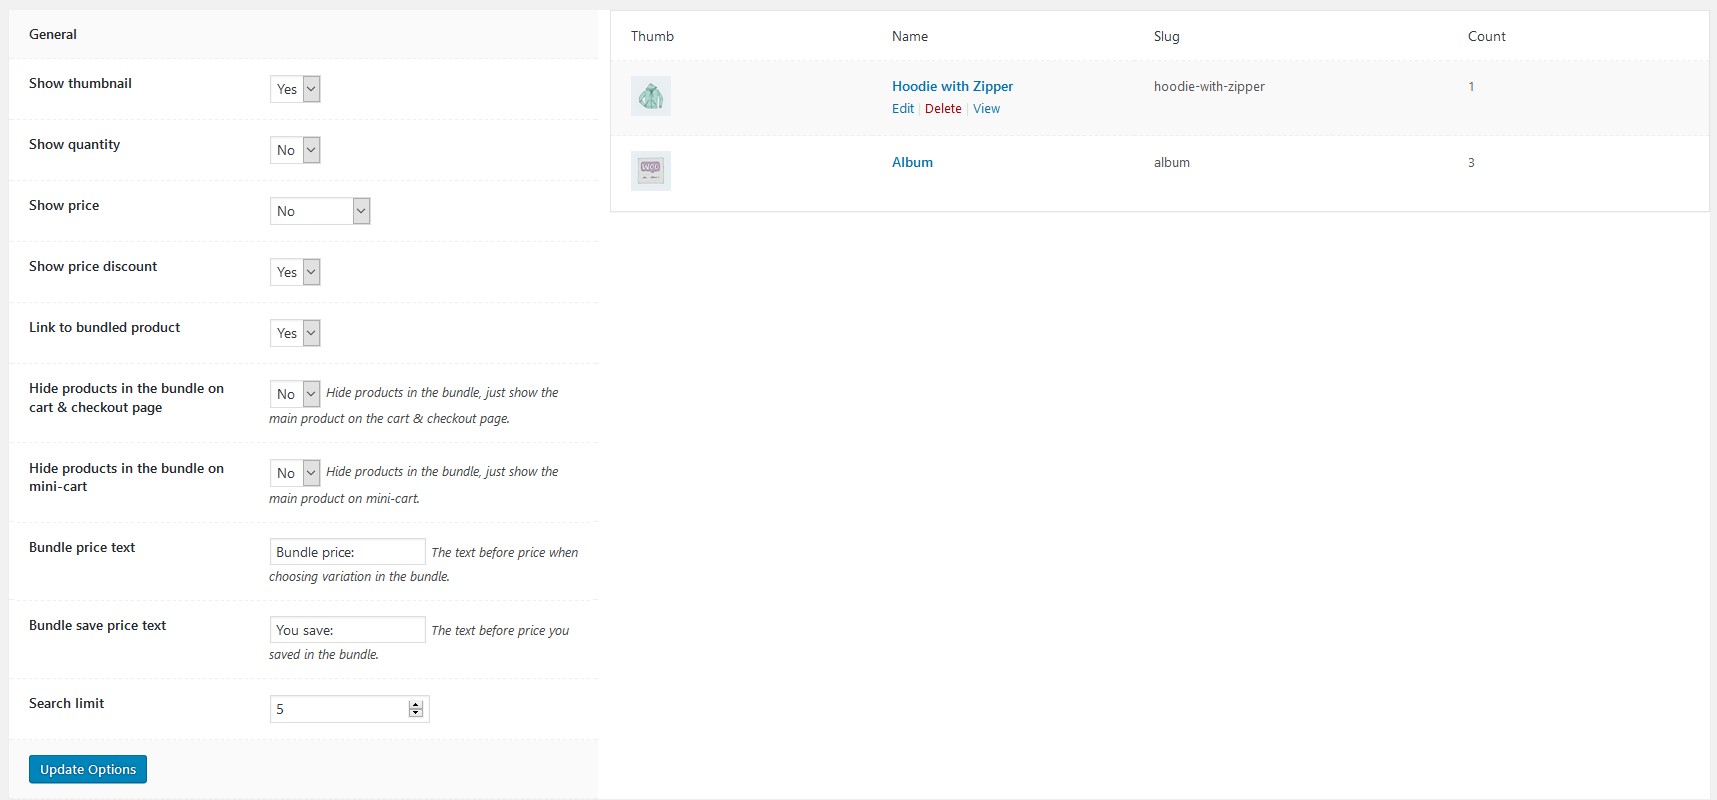 General
Show thumbnail
Yes
Show quantity
No
Show price
No
Show price discount
Yes
Link to bundled product
Yes
Hide products in the bundle on
cart & checkout page
No Hide products in the bundle, just show the
main product on the cart & checkout page.
Hide products in the bundle on
mini-cart
No Hide products in the bundle, just show the
main product on mini-cart.
Bundle price text
Bundle price: The text before price when
choosing variation in the bundle.
Bundle save price text
You save: The text before price you
saved in the bundle.
Search limit
5
Update Options
Thumb Name Slug Count
Hoodie with Zipper hoodie-with-zipper 1
Edit | Delete | View
Woo
Album album 3